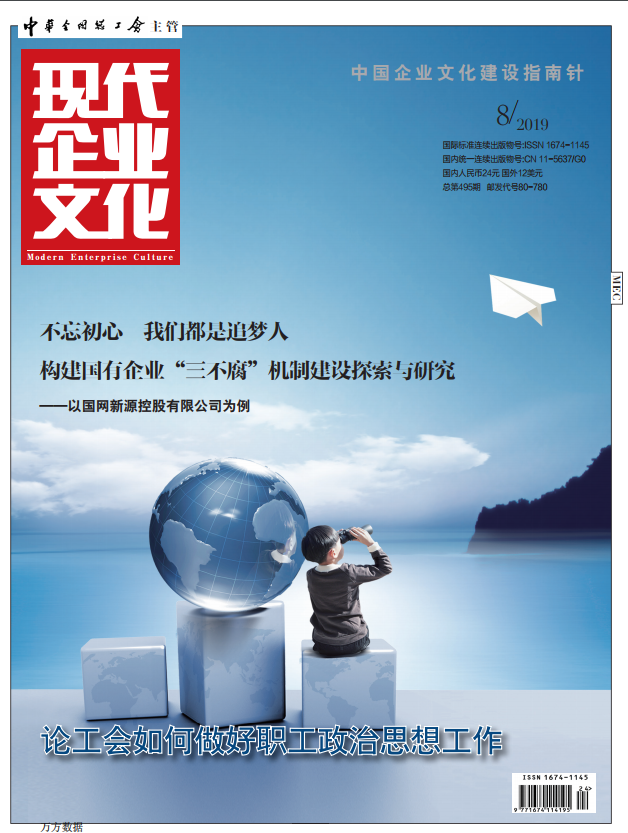 中华全国总工会主管
现代
企业
文化
Modern Enterprise Culture
中国企业文化建设指南针
8/2019
国际标准连续出版物号:ISSN 1674-1145
国内统一连续出版物号:CN 11-5637/G0
国内人民币24元 国外12美元
总第495期 邮发代号80-780
MEC
不忘初心 我们都是追梦人
构建国有企业“三不腐”机制建设探索与研究
——以国网新源控股有限公司为例
论工会如何做好职工政治思想工作
ISSN 1674-1145
24>
9 771674 114195
万方数据